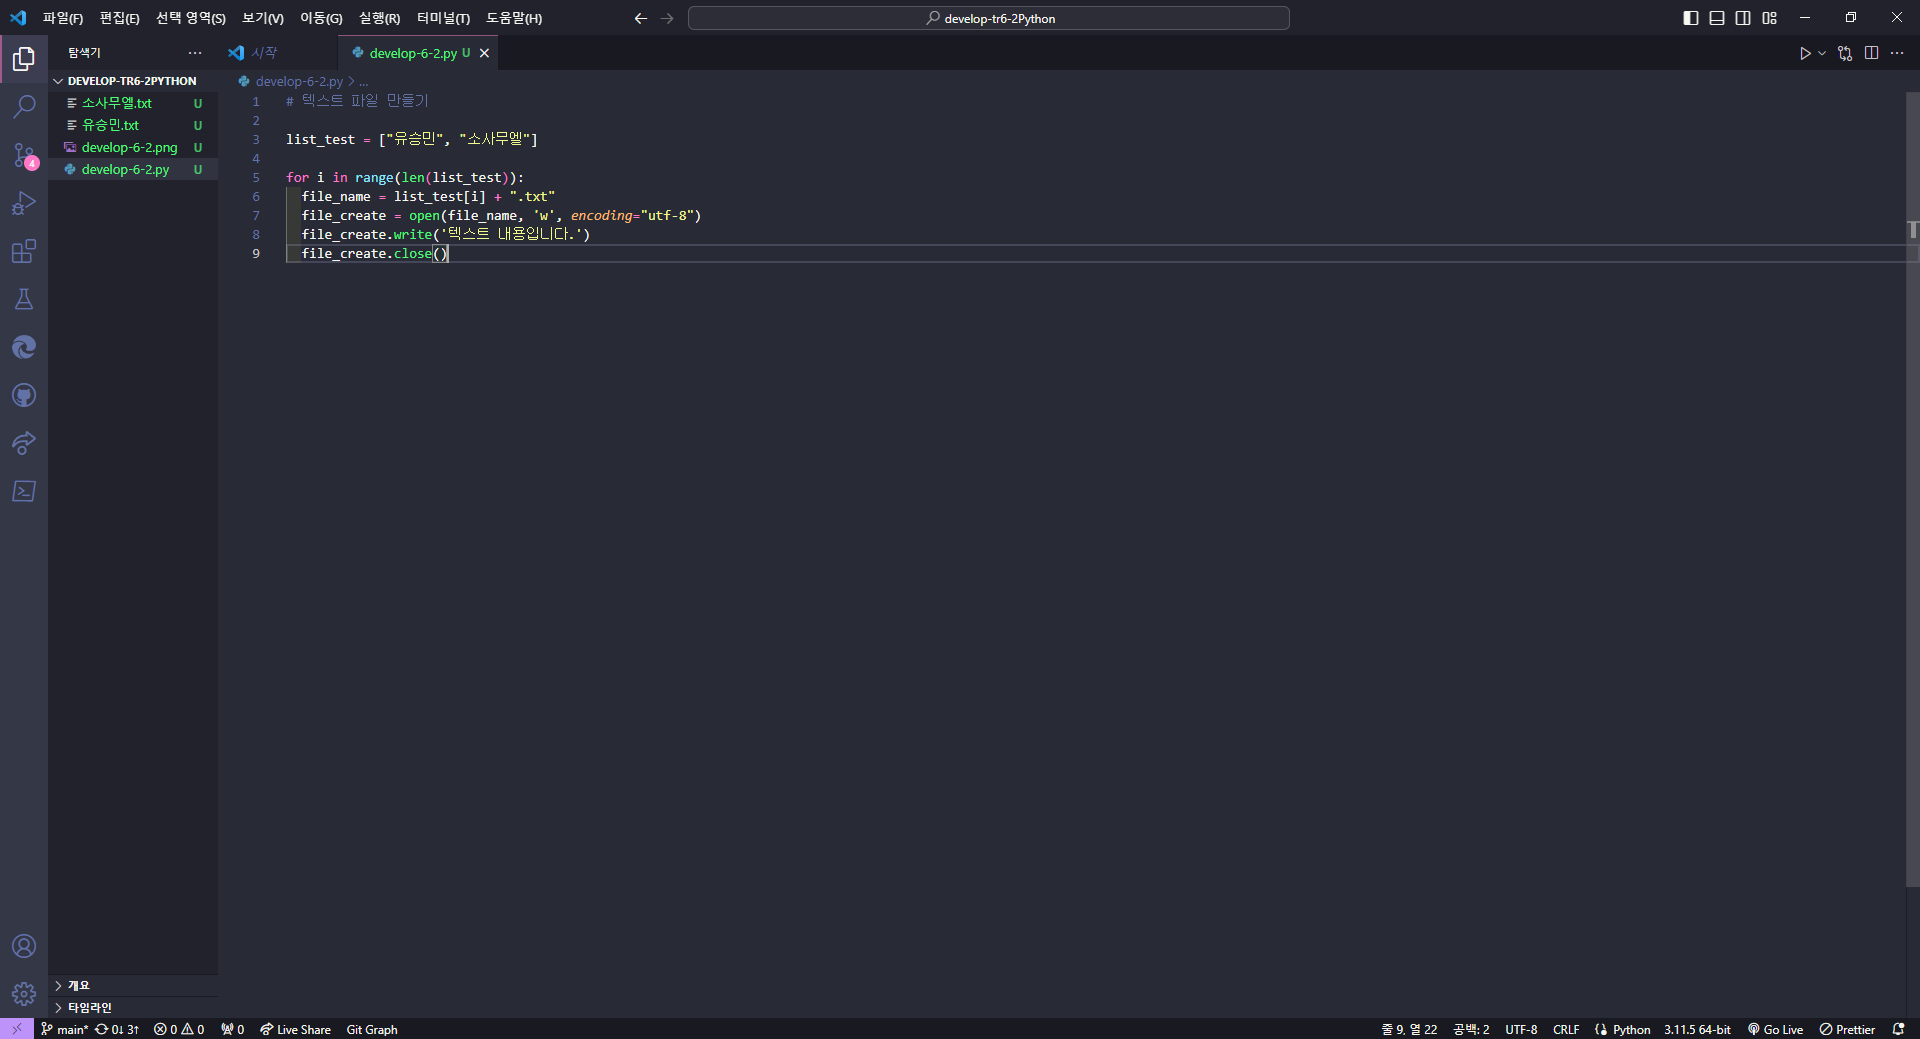 파일(F) 편집(E) 선택 영역(S) 보기(V) 이동(G) 실행(R) 터미널(T) 도움말(H) develop-tr6-2Python
탐색기
시작 develop-6-2.py U
DEVELOP-TR6-2PYTHON
소사무엘.txt U
유승민.txt U
develop-6-2.png U
develop-6-2.py U
4
develop-6-2.py > ...
1 # 텍스트 파일 만들기
2
3 list_test = ["유승민", "소사무엘"]
4
5 for i in range(len(list_test)):
6 file_name = list_test[i] + ".txt"
7 file_create = open(file_name, 'w', encoding="utf-8")
8 file_create.write('텍스트 내용입니다.')
9 file_create.close()
개요
타임라인
main* 0↓ 3↑ 0 0 0 Live Share Git Graph 줄 9, 열 22 공백: 2 UTF-8 CRLF Python 3.11.5 64-bit Go Live Prettier